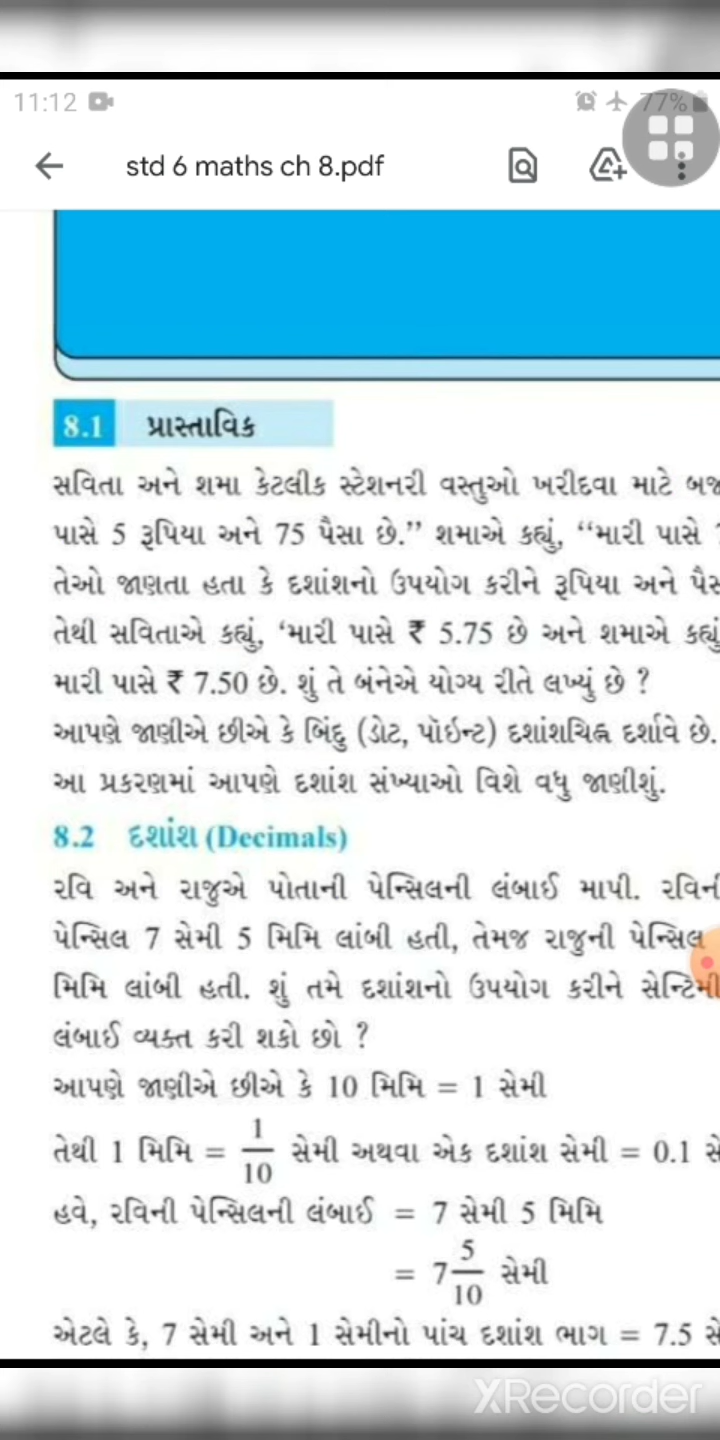 11:12
77%
std 6 maths ch 8.pdf
8.1 પ્રાસ્તાવિક
સવિતા અને શમા કેટલીક સ્ટેશનરી વસ્તુઓ ખરીદવા માટે
પાસે 5 રૂપિયા અને 75 પૈસા છે.” શમાએ કહ્યું, “મારી પાસે
તેઓ જાણતા હતા કે દશાંશનો ઉપયોગ કરીને રૂપિયા અને
તેથી સવિતાએ કહ્યું, ‘મારી પાસે ₹ 5.75 છે અને શમાએ કહ્યું
મારી પાસે ₹ 7.50 છે. શું તે બંનેએ યોગ્ય રીતે લખ્યું છે ?
આપણે જાણીએ છીએ કે બિંદુ (ડોટ, પૉઇન્ટ) દશાંશચિહ્ન દર્શાવે છે.
આ પ્રકરણમાં આપણે દશાંશ સંખ્યાઓ વિશે વધુ જાણીશું.
8.2 દશાંશ (Decimals)
રવિ અને રાજુએ પોતાની પેન્સિલની લંબાઈ માપી.
પેન્સિલ 7 સેમી 5 મિમિ લાંબી હતી, તેમજ રાજુની પેન્સિલ
મિમિ લાંબી હતી. શું તમે દશાંશનો ઉપયોગ કરીને
લંબાઈ વ્યક્ત કરી શકો છો ?
આપણે જાણીએ છીએ કે 10 મિમિ = 1 સેમી
તેથી 1 મિમિ = 1/10 સેમી અથવા એક દશાંશ સેમી = 0.1
હવે, રવિની પેન્સિલની લંબાઈ = 7 સેમી 5 મિમિ
= 7 5/10 સેમી
એટલે કે, 7 સેમી અને 1 સેમીનો પાંચ દશાંશ ભાગ = 7.5
XRecorder